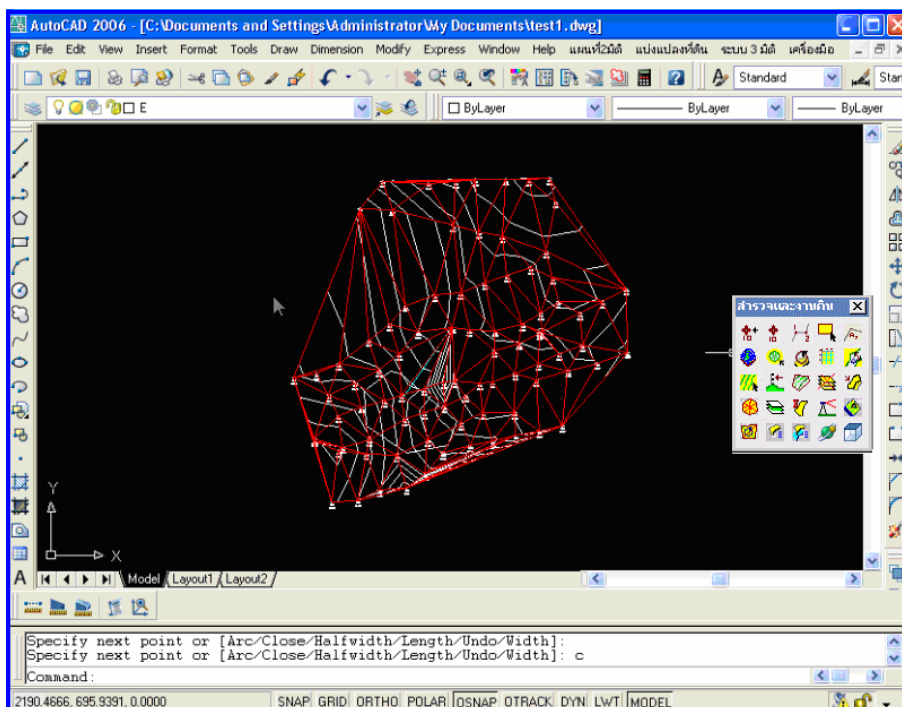 AutoCAD 2006 - [C:\Documents and Settings\Administrator\My Documents\test1.dwg]
File Edit View Insert Format Tools Draw Dimension Modify Express Window Help แผนที่2มิติ แบ่งแปลงที่ดิน ระบบ 3 มิติ เครื่องมือ
Standard
E ByLayer ByLayer ByLayer
สำรวจและงานดิน
Y
X
Model Layout1 Layout2
Specify next point or [Arc/Close/Halfwidth/Length/Undo/Width]:
Specify next point or [Arc/Close/Halfwidth/Length/Undo/Width]: c
Command:
2190.4666, 695.9391, 0.0000 SNAP GRID ORTHO POLAR OSNAP OTRACK DYN LWT MODEL